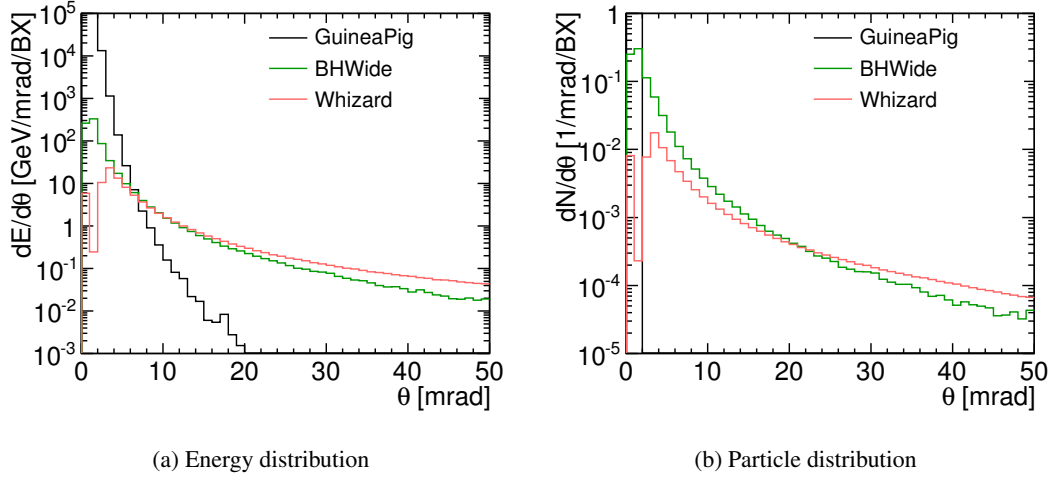 dE/dθ [GeV/mrad/BX]
10^5
10^4
10^3
10^2
10
1
10^-1
10^-2
10^-3
GuineaPig
BHWide
Whizard
0 10 20 30 40 50
θ [mrad]
(a) Energy distribution
dN/dθ [1/mrad/BX]
1
10^-1
10^-2
10^-3
10^-4
10^-5
GuineaPig
BHWide
Whizard
0 10 20 30 40 50
θ [mrad]
(b) Particle distribution